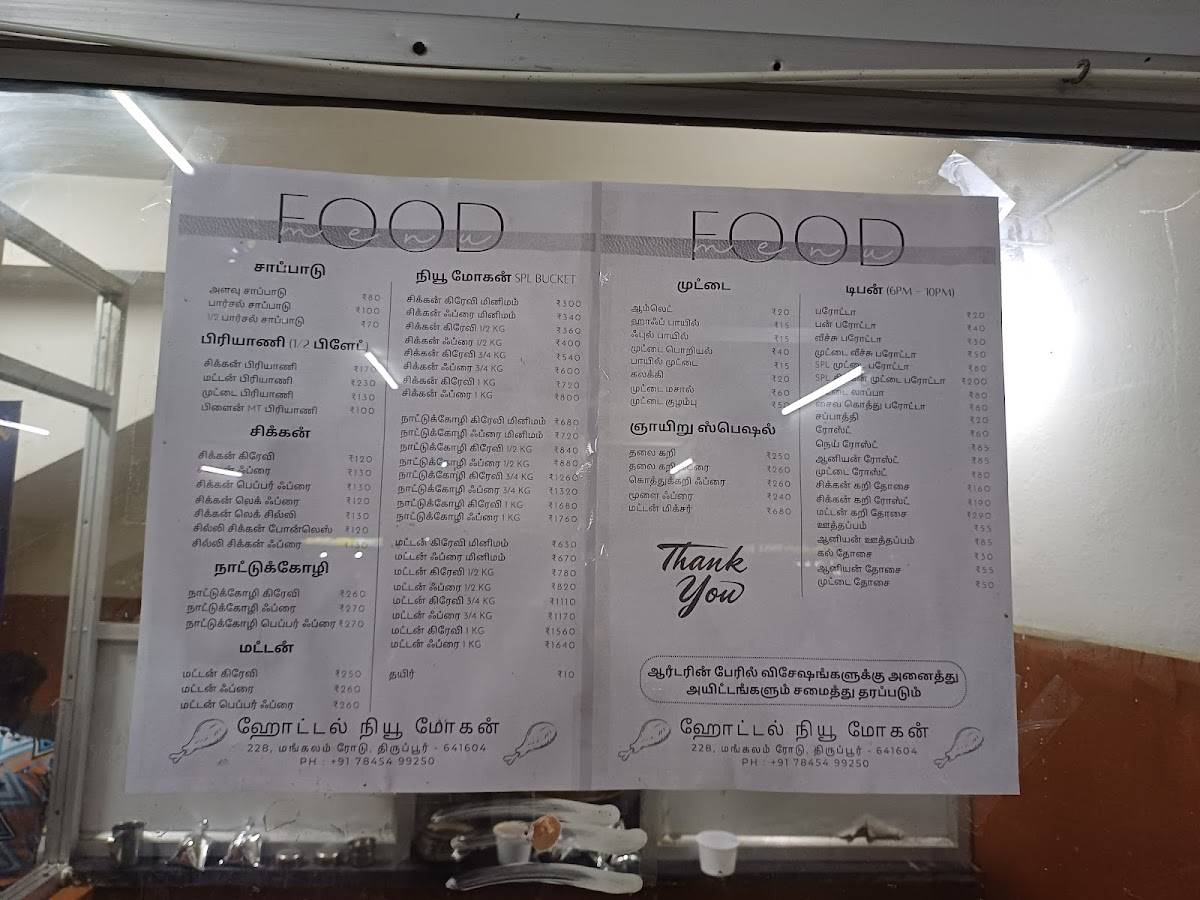 FOOD
menu
சாப்பாடு
அளவு சாப்பாடு ₹80
பார்சல் சாப்பாடு ₹100
1/2 பார்சல் சாப்பாடு ₹70
பிரியாணி (1/2 பிளேட்)
சிக்கன் பிரியாணி ₹170
மட்டன் பிரியாணி ₹230
முட்டை பிரியாணி ₹130
பிளைன் MT பிரியாணி ₹100
சிக்கன்
சிக்கன் கிரேவி ₹120
ஃப்ரை ₹130
சிக்கன் பெப்பர் ஃப்ரை ₹130
சிக்கன் லெக் ஃப்ரை ₹120
சிக்கன் லெக் சில்லி ₹130
சில்லி சிக்கன் போன்லெஸ் ₹120
சில்லி சிக்கன் ஃப்ரை
நாட்டுக்கோழி
நாட்டுக்கோழி கிரேவி ₹260
நாட்டுக்கோழி ஃப்ரை ₹270
நாட்டுக்கோழி பெப்பர் ஃப்ரை ₹270
மட்டன்
மட்டன் கிரேவி ₹250
மட்டன் ஃப்ரை ₹260
மட்டன் பெப்பர் ஃப்ரை ₹260
நியூ மோகன் SPL BUCKET
சிக்கன் கிரேவி மினிமம் ₹300
சிக்கன் ஃப்ரை மினிமம் ₹340
சிக்கன் கிரேவி 1/2 KG ₹360
சிக்கன் ஃப்ரை 1/2 KG ₹400
சிக்கன் கிரேவி 3/4 KG ₹540
சிக்கன் ஃப்ரை 3/4 KG ₹600
சிக்கன் கிரேவி 1 KG ₹720
சிக்கன் ஃப்ரை 1 KG ₹800
நாட்டுக்கோழி கிரேவி மினிமம் ₹680
நாட்டுக்கோழி ஃப்ரை மினிமம் ₹720
நாட்டுக்கோழி கிரேவி 1/2 KG ₹840
நாட்டுக்கோழி ஃப்ரை 1/2 KG ₹880
நாட்டுக்கோழி கிரேவி 3/4 KG ₹1260
நாட்டுக்கோழி ஃப்ரை 3/4 KG ₹1320
நாட்டுக்கோழி கிரேவி 1 KG ₹1680
நாட்டுக்கோழி ஃப்ரை 1 KG ₹1760
மட்டன் கிரேவி மினிமம் ₹630
மட்டன் ஃப்ரை மினிமம் ₹670
மட்டன் கிரேவி 1/2 KG ₹780
மட்டன் ஃப்ரை 1/2 KG ₹820
மட்டன் கிரேவி 3/4 KG ₹1110
மட்டன் ஃப்ரை 3/4 KG ₹1170
மட்டன் கிரேவி 1 KG ₹1560
மட்டன் ஃப்ரை 1 KG ₹1640
தயிர் ₹10
ஹோட்டல் நியூ மோகன்
228, மங்கலம் ரோடு, திருப்பூர் - 641604
PH : +91 78454 99250
FOOD
menu
முட்டை
ஆம்லெட் ₹20
ஹாஃப் பாயில் ₹15
ஃபுல் பாயில் ₹15
முட்டை பொறியல் ₹40
பாயில் முட்டை ₹15
கலக்கி ₹20
முட்டை மசால் ₹60
முட்டை குழம்பு
ஞாயிறு ஸ்பெஷல்
தலை கறி ₹250
தலை கறி ₹260
கொத்துக்கறி ஃப்ரை ₹260
மூளை ஃப்ரை ₹240
மட்டன் மிக்சர் ₹680
Thank
You
டிபன் (6PM - 10PM)
பரோட்டா ₹20
பன் பரோட்டா ₹40
வீச்சு பரோட்டா ₹30
முட்டை வீச்சு பரோட்டா ₹50
SPL முட்டை பரோட்டா ₹60
SPL முட்டை பரோட்டா ₹200
லாப்பா ₹80
சைவ கொத்து பரோட்டா ₹60
சப்பாத்தி ₹20
ரோஸ்ட் ₹60
நெய் ரோஸ்ட் ₹85
ஆனியன் ரோஸ்ட் ₹85
முட்டை ரோஸ்ட் ₹80
சிக்கன் கறி தோசை ₹160
சிக்கன் கறி ரோஸ்ட் ₹190
மட்டன் கறி தோசை ₹290
ஊத்தப்பம் ₹55
ஆனியன் ஊத்தப்பம் ₹85
கல் தோசை ₹30
ஆனியன் தோசை ₹55
முட்டை தோசை ₹50
ஆர்டரின் பேரில் விசேஷங்களுக்கு அனைத்து
அயிட்டங்களும் சமைத்து தரப்படும்
ஹோட்டல் நியூ மோகன்
228, மங்கலம் ரோடு, திருப்பூர் - 641604
PH : +91 78454 99250